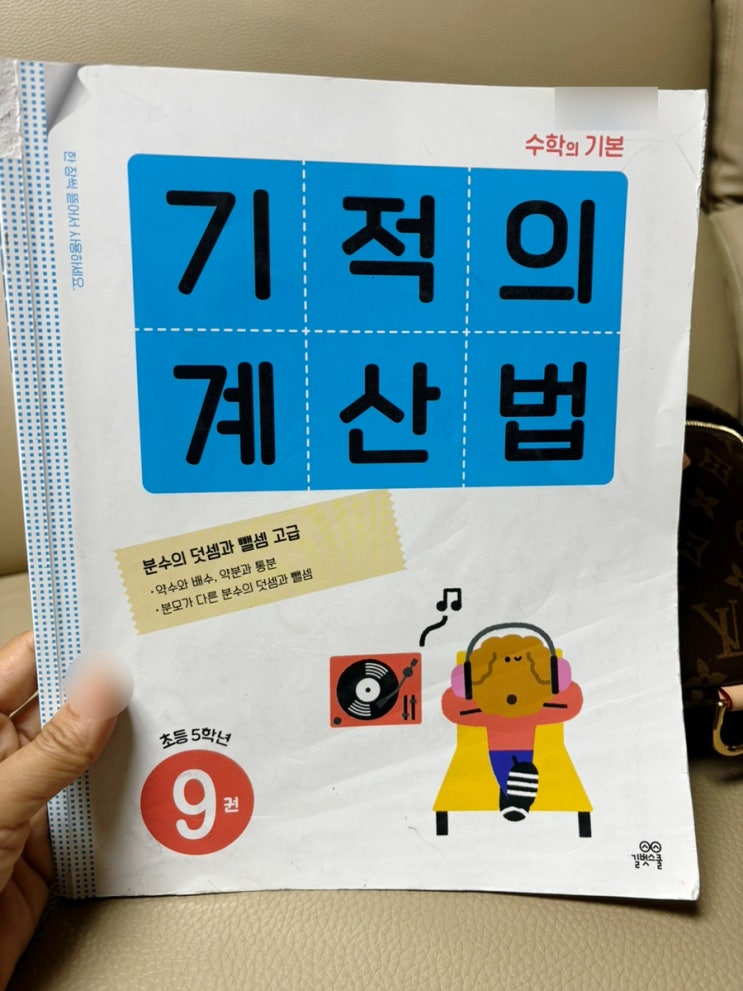 수학의 기본
한 장씩 뜯어서 사용하세요.
기적의
계산법
분수의 덧셈과 뺄셈 고급
· 약수와 배수, 약분과 통분
· 분모가 다른 분수의 덧셈과 뺄셈
초등 5학년
9권
길벗스쿨
LV